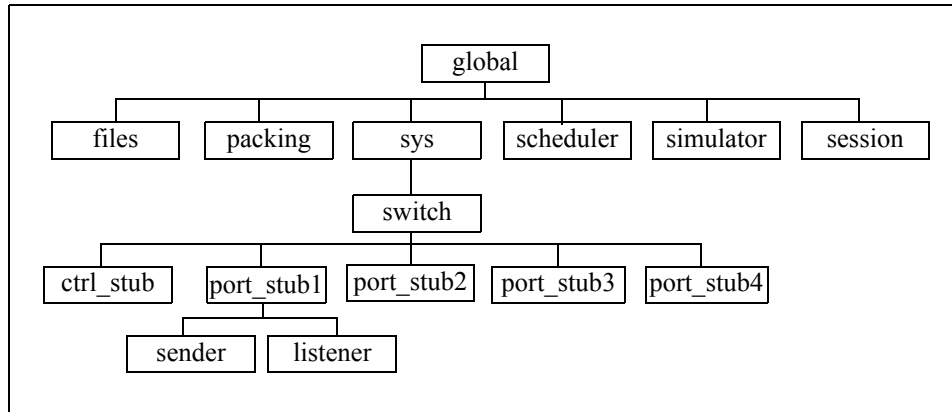 global
files packing sys scheduler simulator session
switch
ctrl_stub port_stub1 port_stub2 port_stub3 port_stub4
sender listener